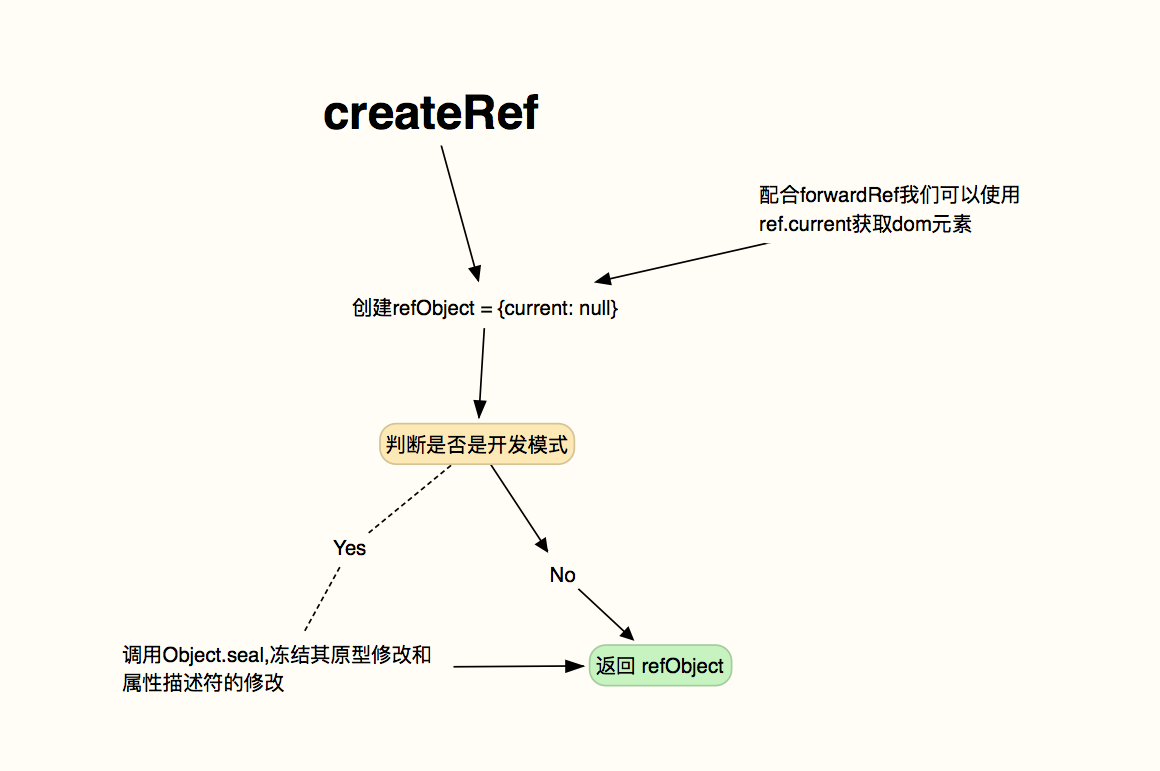 createRef
配合forwardRef我们可以使用
ref.current获取dom元素
创建refObject = {current: null}
判断是否是开发模式
Yes
No
调用Object.seal,冻结其原型修改和
属性描述符的修改
返回 refObject